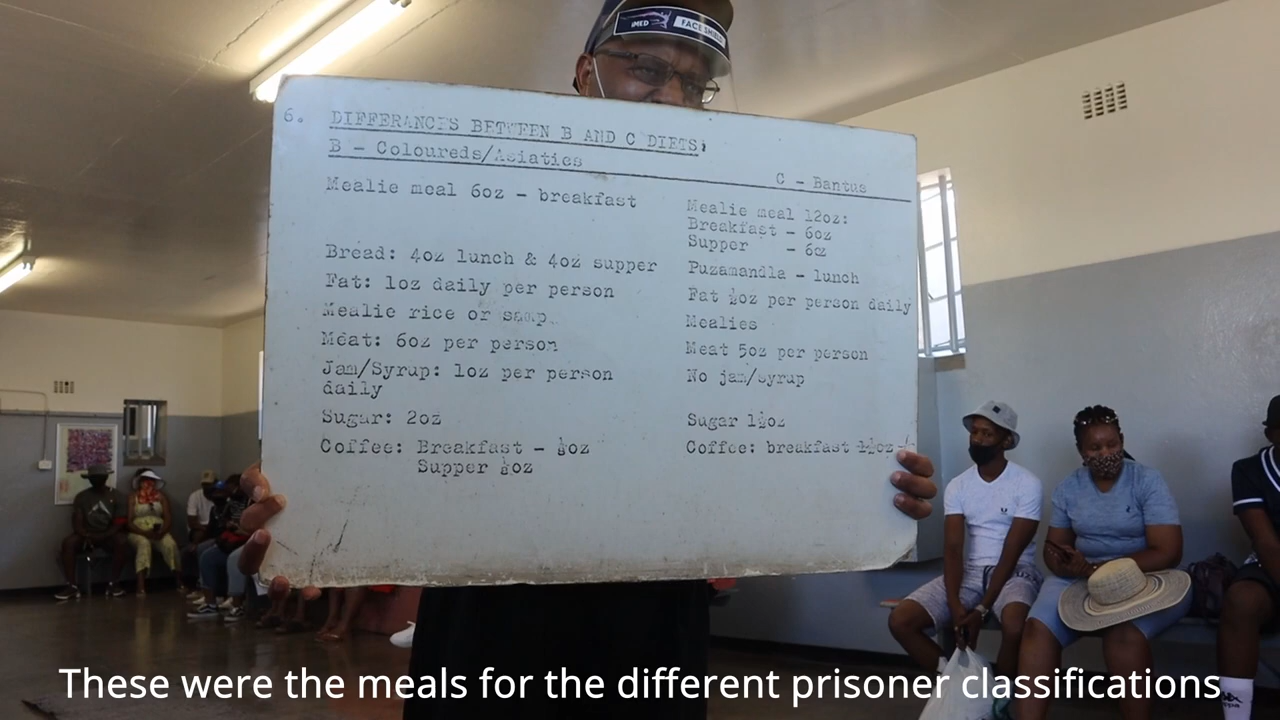 iMED FACE SHIELD
6. DIFFERANCES BETWEEN B AND C DIETS:
B - Coloureds/Asiatics
C - Bantus
Mealie meal 6oz - breakfast
Mealie meal 12oz:
Breakfast - 6oz
Supper - 6oz
Bread: 4oz lunch & 4oz supper
Puzamandla - lunch
Fat: 1oz daily per person
Fat ½oz per person daily
Mealie rice or samp
Mealies
Meat: 6oz per person
Meat 5oz per person
Jam/Syrup: 1oz per person
daily
No jam/syrup
Sugar: 2oz
Sugar 1½oz
Coffee: Breakfast -
Supper
Coffee: breakfast
These were the meals for the different prisoner classifications